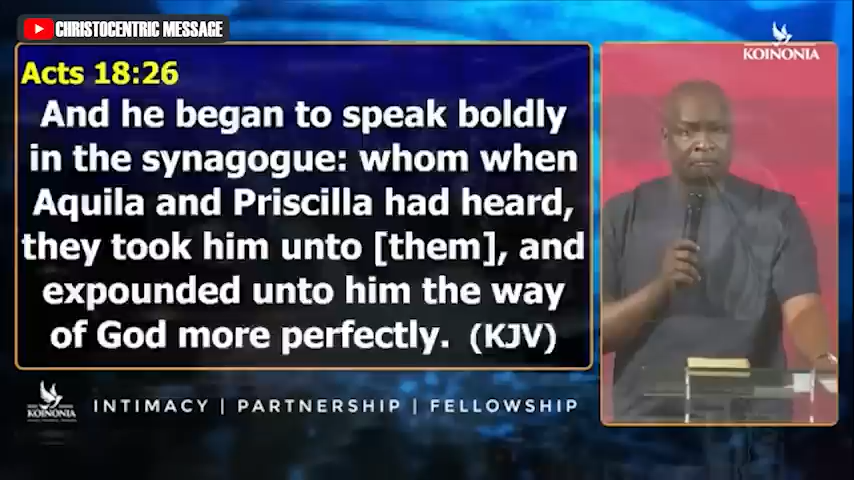 CHRISTOCENTRIC MESSAGE
KOINONIA
Acts 18:26
And he began to speak boldly
in the synagogue: whom when
Aquila and Priscilla had heard,
they took him unto [them], and
expounded unto him the way
of God more perfectly. (KJV)
KOINONIA
INTIMACY | PARTNERSHIP | FELLOWSHIP